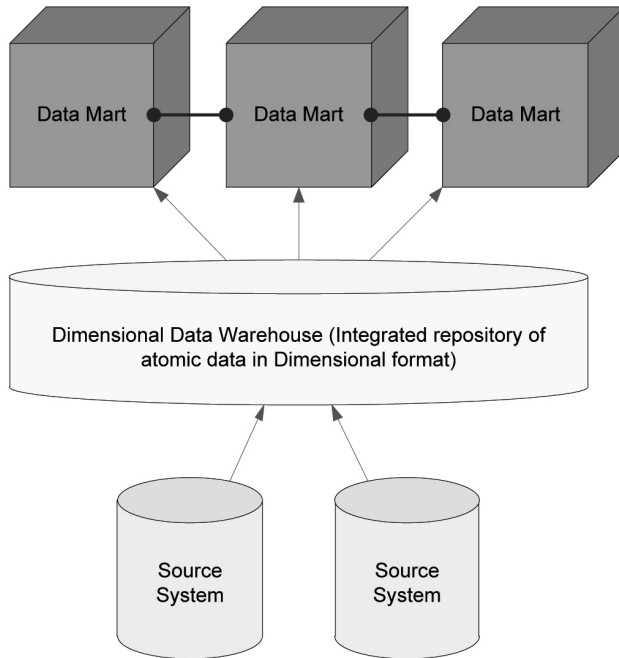 Data Mart
Data Mart
Data Mart
Dimensional Data Warehouse (Integrated repository of
atomic data in Dimensional format)
Source
System
Source
System